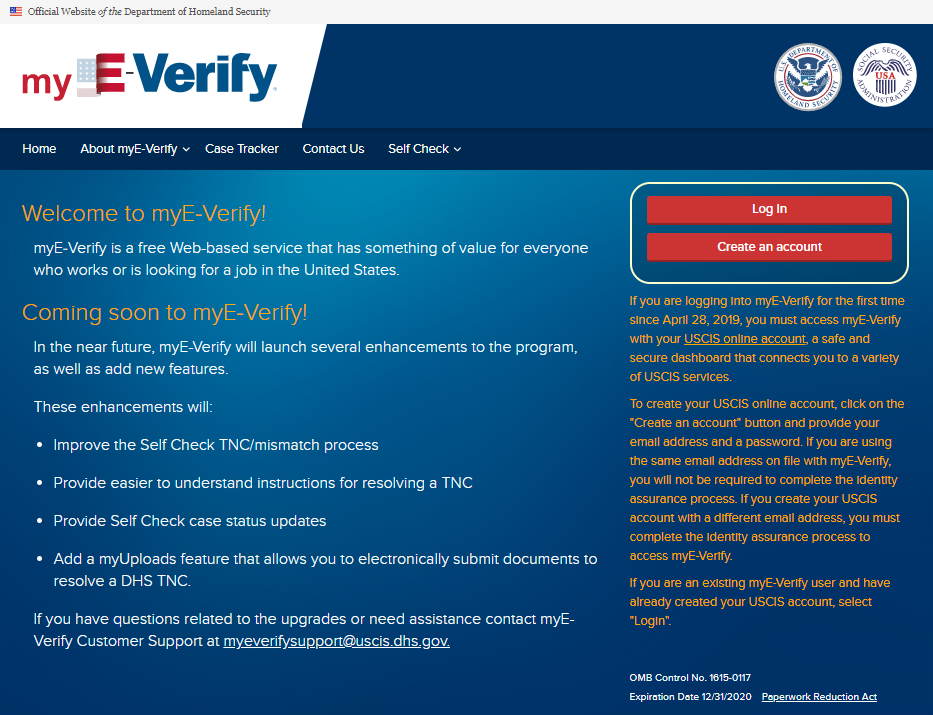 Official Website of the Department of Homeland Security
my E-Verify
U.S. DEPARTMENT OF HOMELAND SECURITY
SOCIAL SECURITY ADMINISTRATION
USA
Home About myE-Verify Case Tracker Contact Us Self Check
Welcome to myE-Verify!
myE-Verify is a free Web-based service that has something of value for everyone
who works or is looking for a job in the United States.
Coming soon to myE-Verify!
In the near future, myE-Verify will launch several enhancements to the program,
as well as add new features.
These enhancements will:
• Improve the Self Check TNC/mismatch process
• Provide easier to understand instructions for resolving a TNC
• Provide Self Check case status updates
• Add a myUploads feature that allows you to electronically submit documents to
resolve a DHS TNC.
If you have questions related to the upgrades or need assistance contact myE-
Verify Customer Support at myeverifysupport@uscis.dhs.gov.
Log In
Create an account
If you are logging into myE-Verify for the first time
since April 28, 2019, you must access myE-Verify
with your USCIS online account, a safe and
secure dashboard that connects you to a variety
of USCIS services.
To create your USCIS online account, click on the
"Create an account" button and provide your
email address and a password. If you are using
the same email address on file with myE-Verify,
you will not be required to complete the identity
assurance process. If you create your USCIS
account with a different email address, you must
complete the identity assurance process to
access myE-Verify.
If you are an existing myE-Verify user and have
already created your USCIS account, select
"Login".
OMB Control No. 1615-0117
Expiration Date 12/31/2020 Paperwork Reduction Act